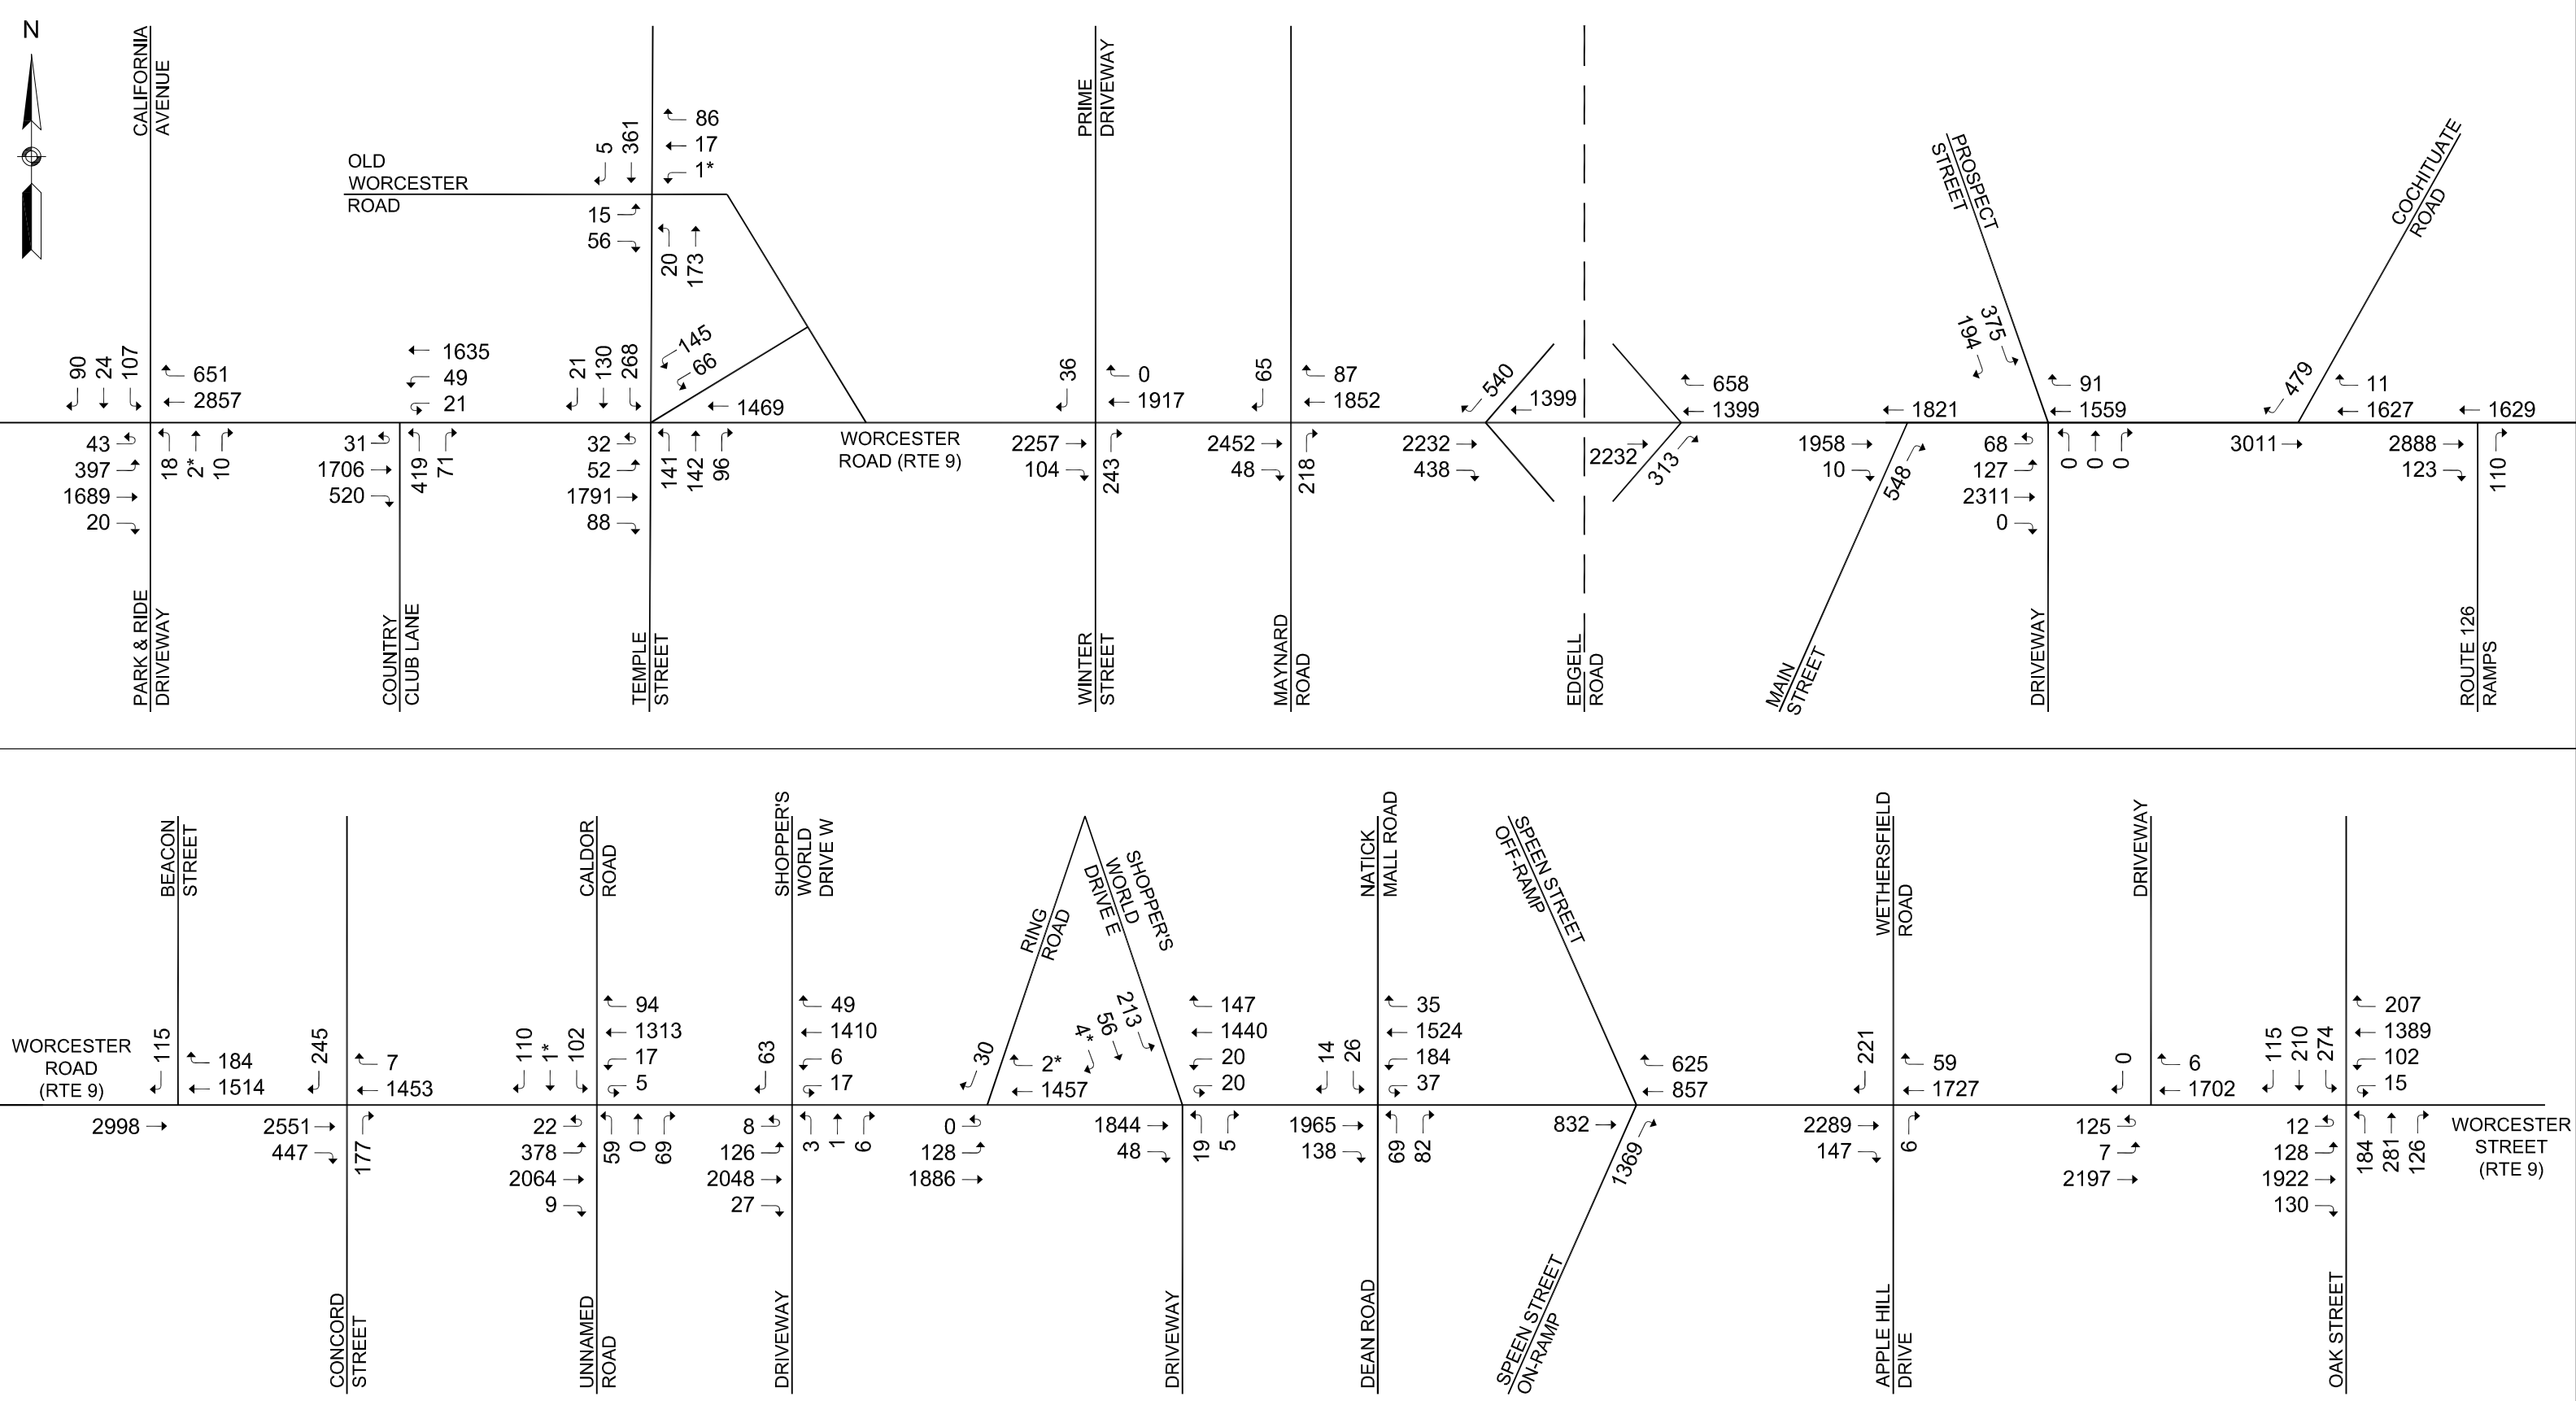 N
CALIFORNIA
AVENUE
90
24
107
651
2857
43
397
1689
20
18
2*
10
PARK & RIDE
DRIVEWAY
1635
49
21
31
1706
520
419
71
COUNTRY
CLUB LANE
OLD
WORCESTER
ROAD
5
361
86
17
1*
15
56
20
173
145
66
21
130
268
1469
32
52
1791
88
141
142
96
TEMPLE
STREET
WORCESTER
ROAD (RTE 9)
PRIME
DRIVEWAY
36
0
1917
2257
104
243
WINTER
STREET
65
87
1852
2452
48
218
MAYNARD
ROAD
540
1399
2232
438
658
1399
2232
313
EDGELL
ROAD
1821
1958
10
548
MAIN
STREET
PROSPECT
STREET
194
375
91
1559
68
127
2311
0
0
0
0
DRIVEWAY
COCHITUATE
ROAD
479
11
1627
3011
1629
2888
123
110
ROUTE 126
RAMPS
WORCESTER
ROAD
(RTE 9)
BEACON
STREET
115
184
1514
2998
245
7
1453
2551
447
177
CONCORD
STREET
CALDOR
ROAD
110
1*
102
94
1313
17
5
22
378
2064
9
59
0
69
UNNAMED
ROAD
SHOPPER'S
WORLD
DRIVE W
63
49
1410
6
17
8
126
2048
27
3
1
6
DRIVEWAY
RING
ROAD
30
2*
1457
0
128
1886
SHOPPER'S
WORLD
DRIVE E
4*
56
213
147
1440
20
20
1844
48
19
5
DRIVEWAY
NATICK
MALL ROAD
14
26
35
1524
184
37
1965
138
69
82
DEAN ROAD
SPEEN STREET
OFF-RAMP
625
857
832
1369
SPEEN STREET
ON-RAMP
WETHERSFIELD
ROAD
221
59
1727
2289
147
6
APPLE HILL
DRIVE
DRIVEWAY
0
6
1702
125
7
2197
115
210
274
207
1389
102
15
12
128
1922
130
184
281
126
OAK STREET
WORCESTER
STREET
(RTE 9)